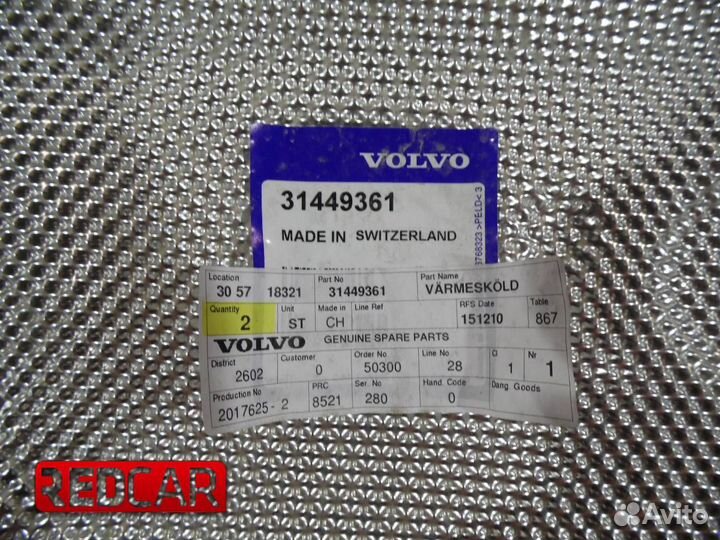 VOLVO
31449361
MADE IN SWITZERLAND
3768323 >PELD< 3
Location Part No Part Name
30 57 18321 31449361 VÄRMESKÖLD
Quantity Unit Made in Line Ref RFS Date Table
2 ST CH 151210 867
VOLVO GENUINE SPARE PARTS
District Customer Order No Line No Nr
2602 0 50300 28 1 1
Production No PRC Ser. No Hand. Code Dang. Goods
2017625-2 8521 280 0
REDCAR
Avito